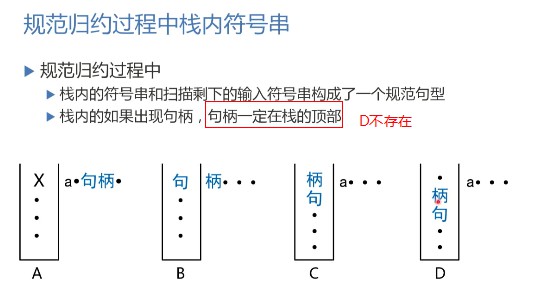 规范归约过程中栈内符号串
规范归约过程中
栈内的符号串和扫描剩下的输入符号串构成了一个规范句型
栈内的如果出现句柄，句柄一定在栈的顶部 D不存在
X a•句柄•
•
•
•
A
句 柄•••
•
•
•
B
柄 a•••
句
•
•
•
C
• a•••
柄
句
•
•
D